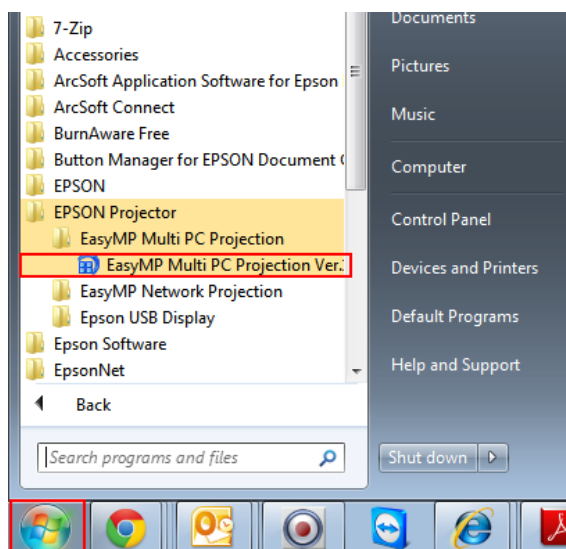 7-Zip
Accessories
ArcSoft Application Software for Epson
ArcSoft Connect
BurnAware Free
Button Manager for EPSON Document
EPSON
EPSON Projector
EasyMP Multi PC Projection
EasyMP Multi PC Projection Ver.
EasyMP Network Projection
Epson USB Display
Epson Software
EpsonNet
Back
Search programs and files
Documents
Pictures
Music
Computer
Control Panel
Devices and Printers
Default Programs
Help and Support
Shut down